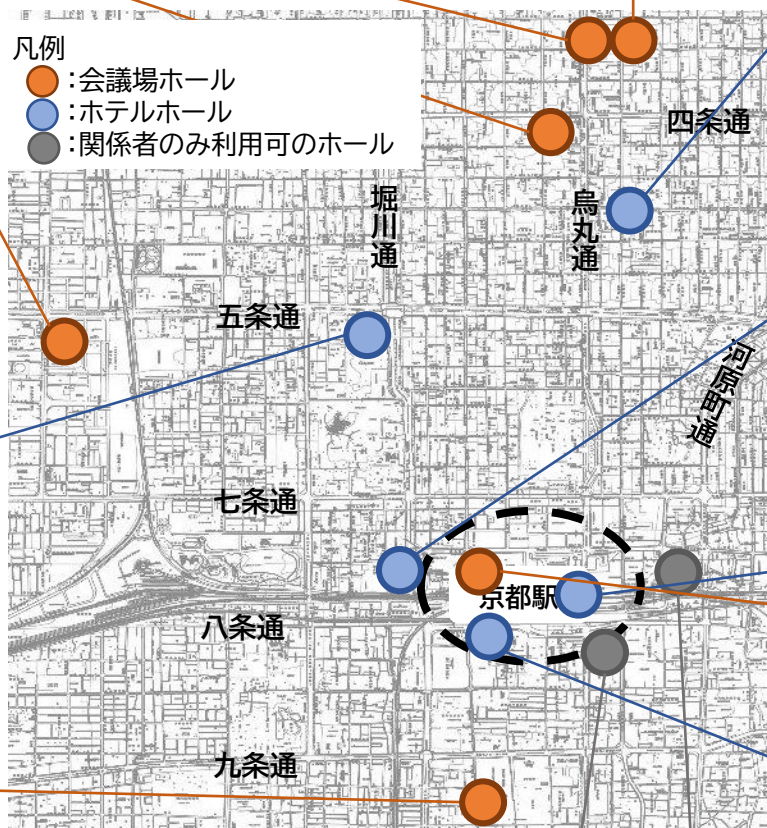 凡例
：会議場ホール
：ホテルホール
：関係者のみ利用可のホール
四条通
堀川通
烏丸通
五条通
河原町通
七条通
京都駅
八条通
九条通